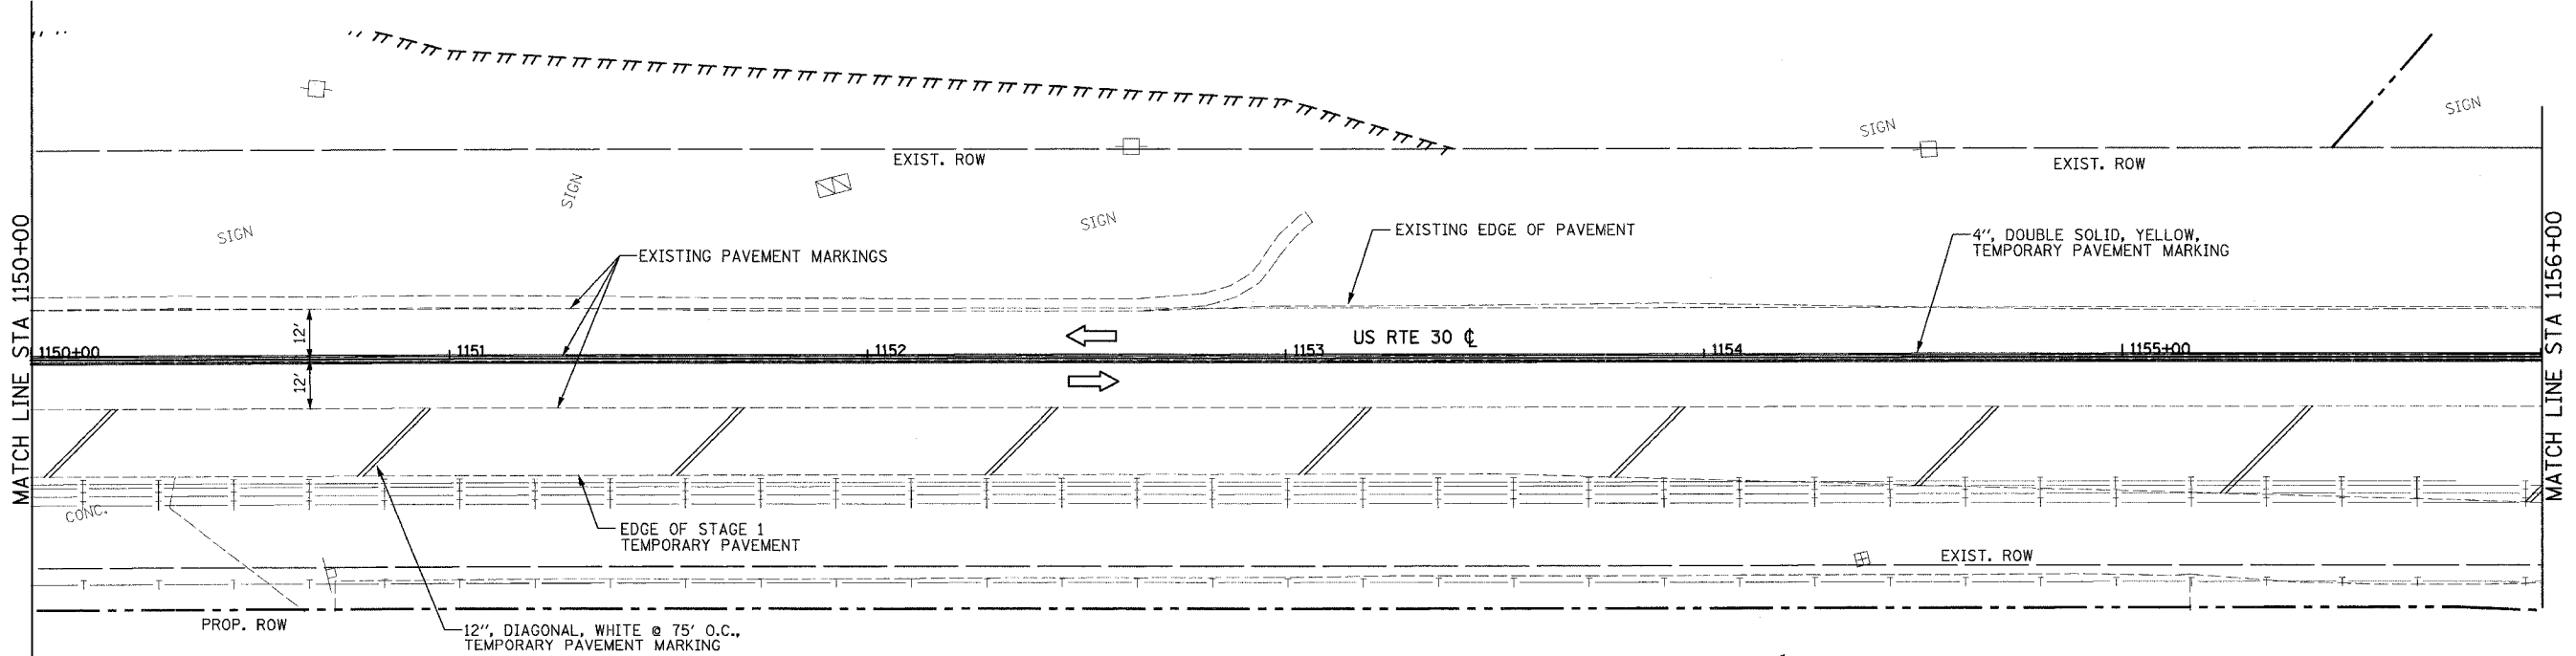 SIGN
SIGN
EXIST. ROW
EXIST. ROW
SIGN
SIGN
SIGN
EXISTING EDGE OF PAVEMENT
4", DOUBLE SOLID, YELLOW,
TEMPORARY PAVEMENT MARKING
EXISTING PAVEMENT MARKINGS
MATCH LINE STA 1150+00
MATCH LINE STA 1156+00
12'
US RTE 30 ℄
1150+00
1151
1152
1153
1154
1155+00
12'
CONC.
EDGE OF STAGE 1
TEMPORARY PAVEMENT
EXIST. ROW
PROP. ROW
12", DIAGONAL, WHITE @ 75' O.C.,
TEMPORARY PAVEMENT MARKING